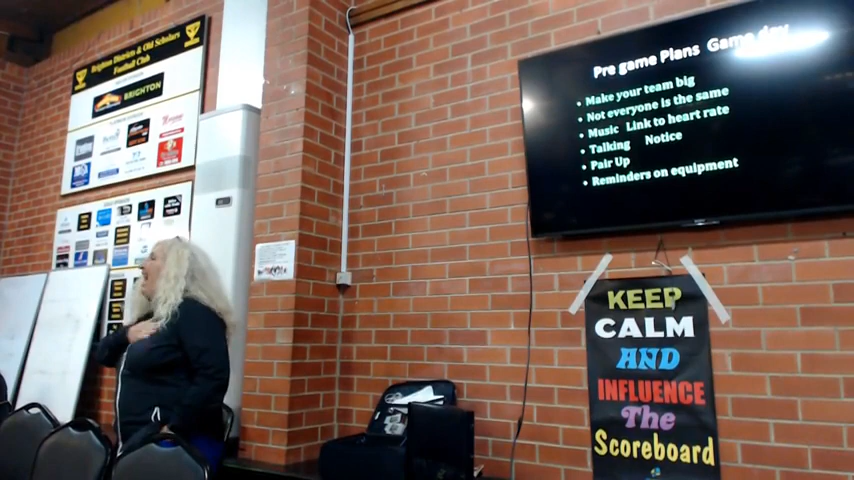 Brighton Districts & Old Scholars
Football Club
BRIGHTON
Pre game Plans Game day
• Make your team big
• Not everyone is the same
• Music Link to heart rate
• Talking Notice
• Pair Up
• Reminders on equipment
KEEP
CALM
AND
INFLUENCE
The
Scoreboard